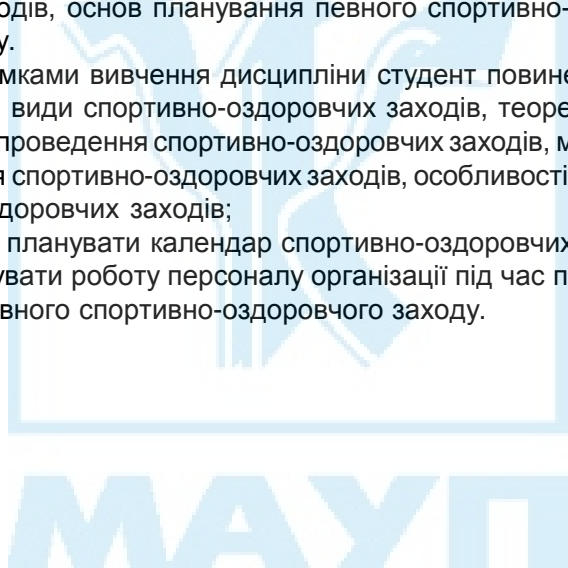 одів, основ планування певного спортивно-
у.
мками вивчення дисципліни студент повине
види спортивно-оздоровчих заходів, теоре
проведення спортивно-оздоровчих заходів, м
я спортивно-оздоровчих заходів, особливості
доровчих заходів;
планувати календар спортивно-оздоровчих
увати роботу персоналу організації під час п
вного спортивно-оздоровчого заходу.
МАУП